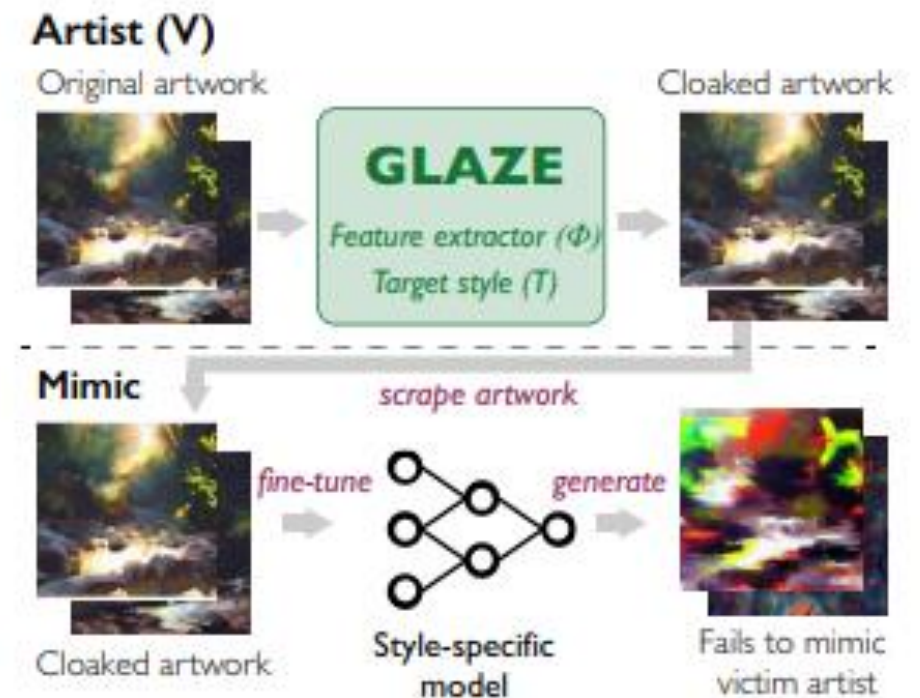 Artist (V)
Original artwork
Cloaked artwork
GLAZE
Feature extractor (Φ)
Target style (T)
Mimic
scrape artwork
fine-tune
generate
Cloaked artwork
Style-specific
model
Fails to mimic
victim artist